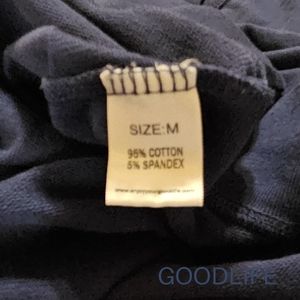 SIZE:M
95% COTTON
5% SPANDEX
GOODLIFE